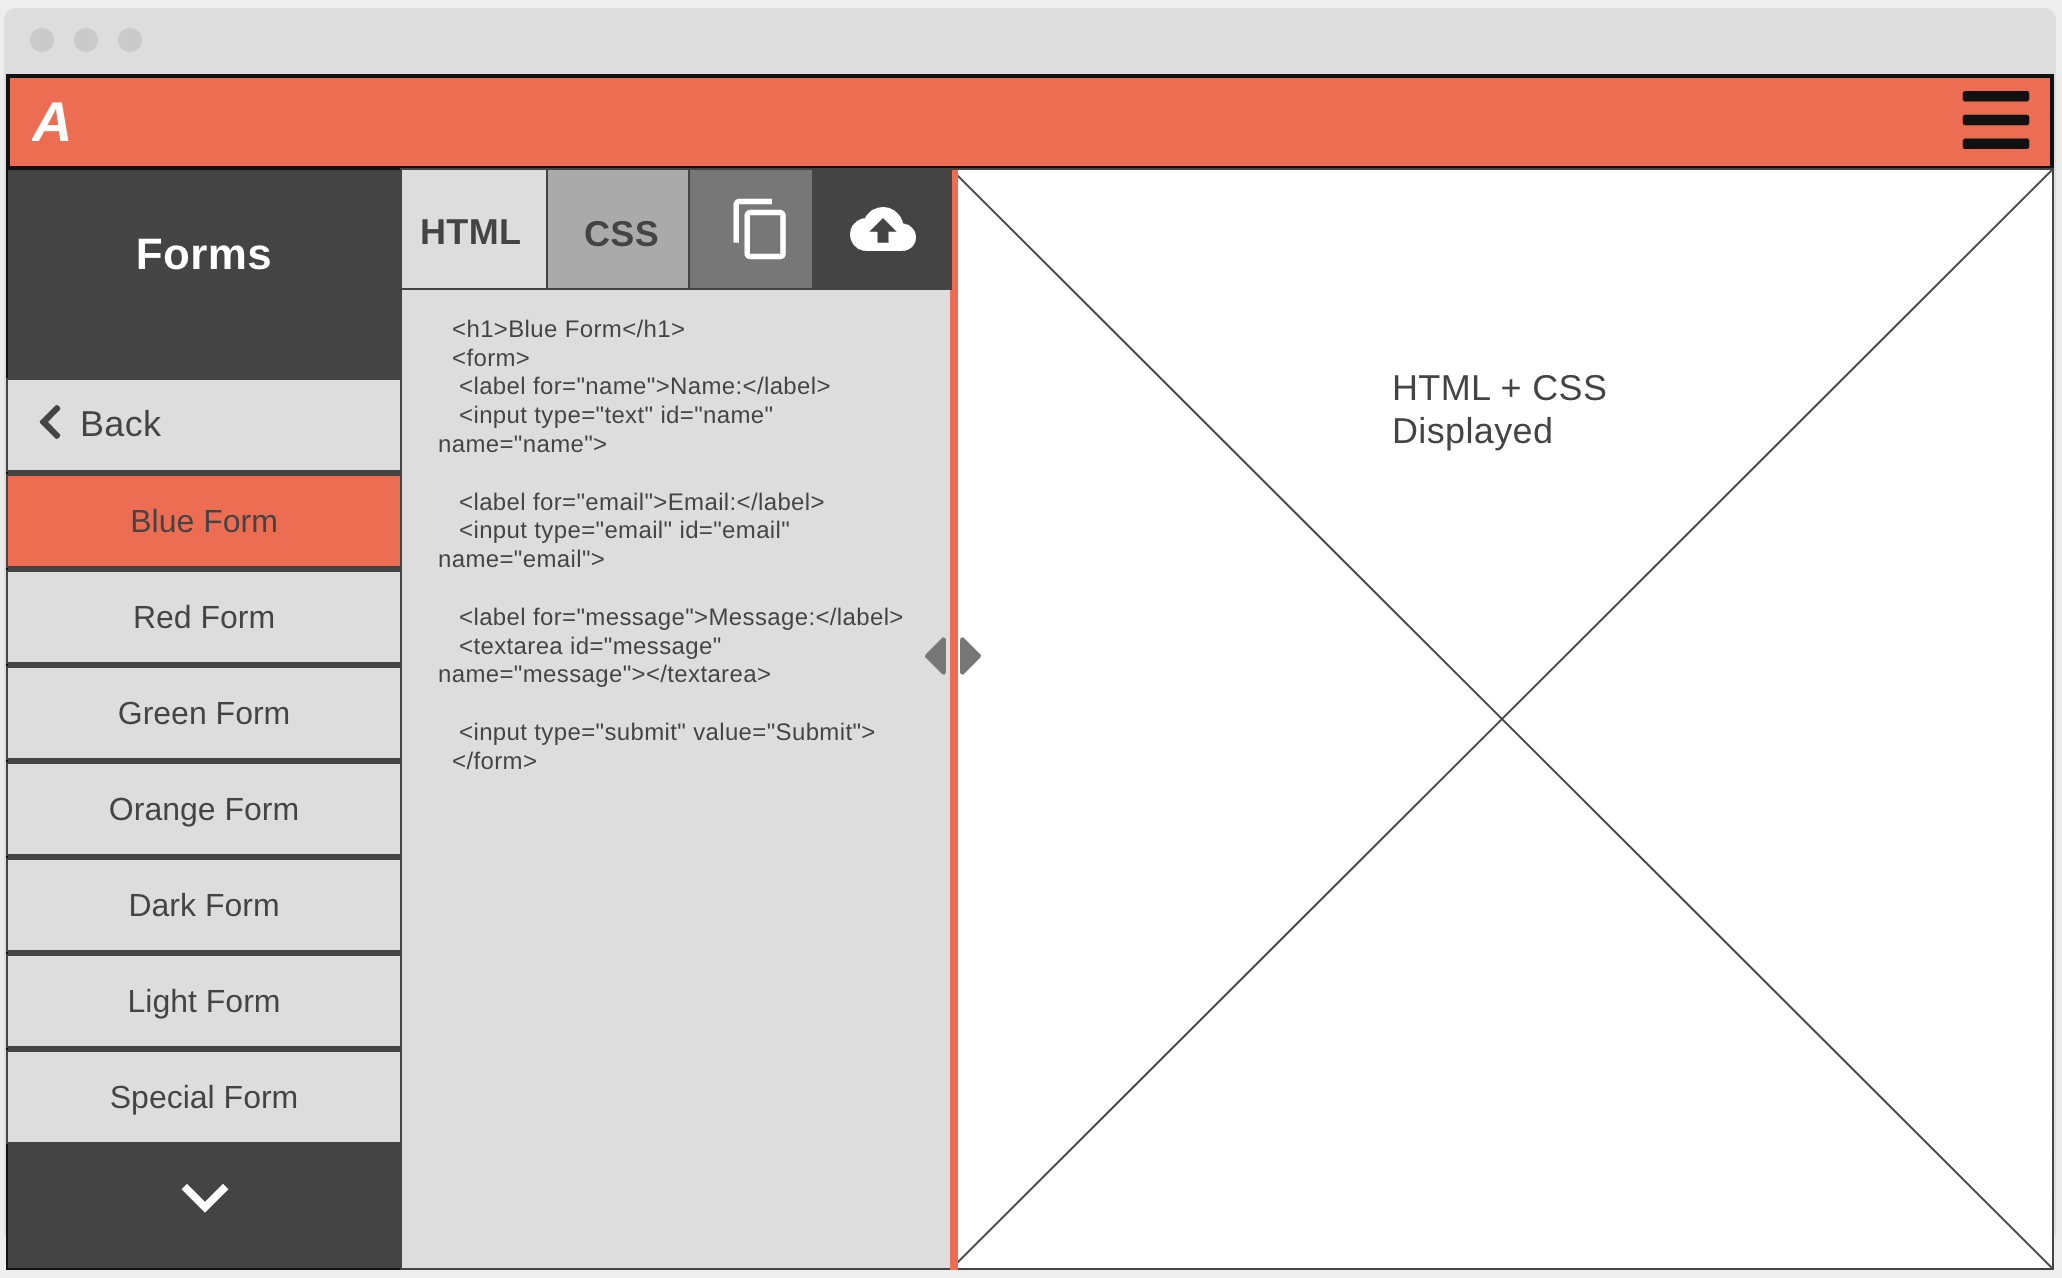 A
Forms
Back
Blue Form
Red Form
Green Form
Orange Form
Dark Form
Light Form
Special Form
HTML
CSS
<h1>Blue Form</h1>
<form>
<label for="name">Name:</label>
<input type="text" id="name"
name="name">
<label for="email">Email:</label>
<input type="email" id="email"
name="email">
<label for="message">Message:</label>
<textarea id="message"
name="message"></textarea>
<input type="submit" value="Submit">
</form>
HTML + CSS
Displayed